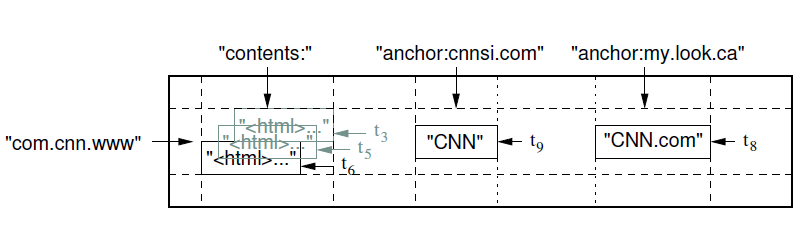 "contents:" "anchor:cnnsi.com" "anchor:my.look.ca"
"<html>..." t3
"com.cnn.www" "<html>..." t5 "CNN" t9 "CNN.com" t8
"<html>..." t6